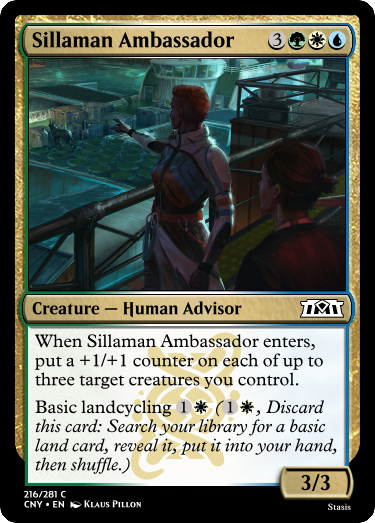 Sillaman Ambassador 3
Creature — Human Advisor
When Sillaman Ambassador enters,
put a +1/+1 counter on each of up to
three target creatures you control.
Basic landcycling 1 (1, Discard
this card: Search your library for a basic
land card, reveal it, put it into your hand,
then shuffle.)
3/3
216/281 C
CNY • EN Klaus Pillon
Stasis